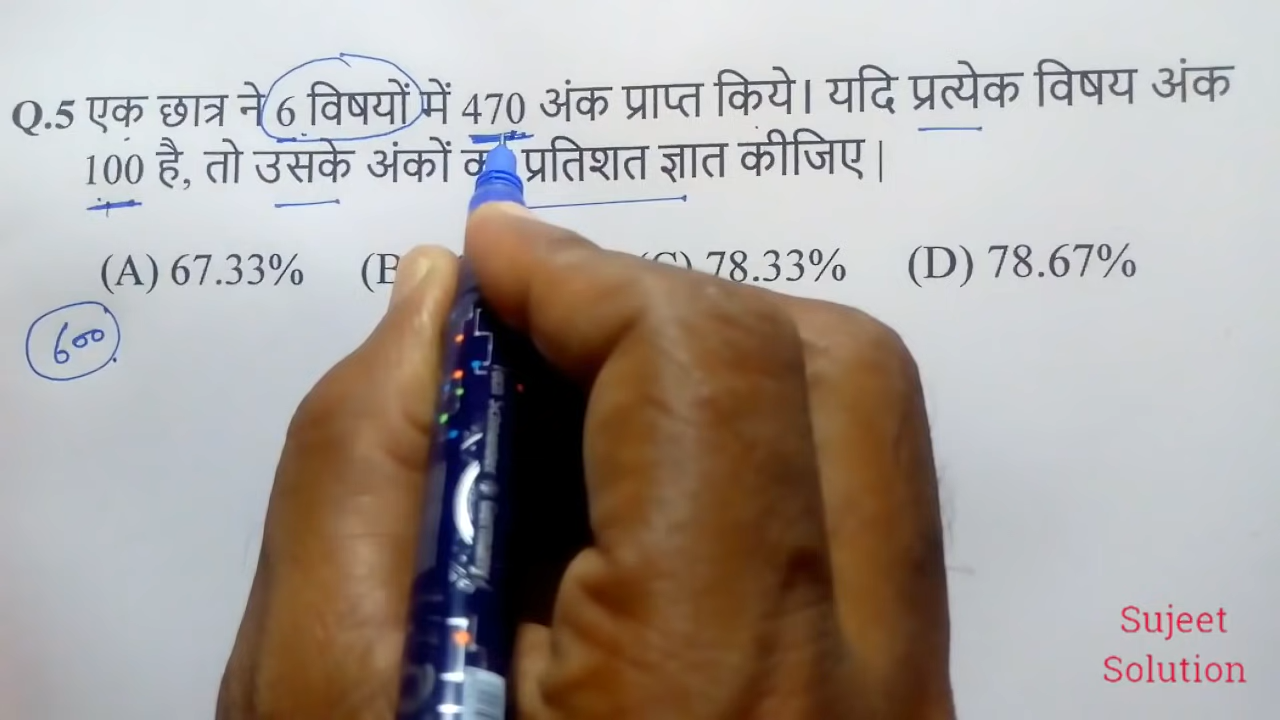 Q.5 एक छात्र ने 6 विषयों में 470 अंक प्राप्त किये। यदि प्रत्येक विषय अंक
100 है, तो उसके अंकों प्रतिशत ज्ञात कीजिए |
(A) 67.33% (B (C) 78.33% (D) 78.67%
600
Sujeet
Solution